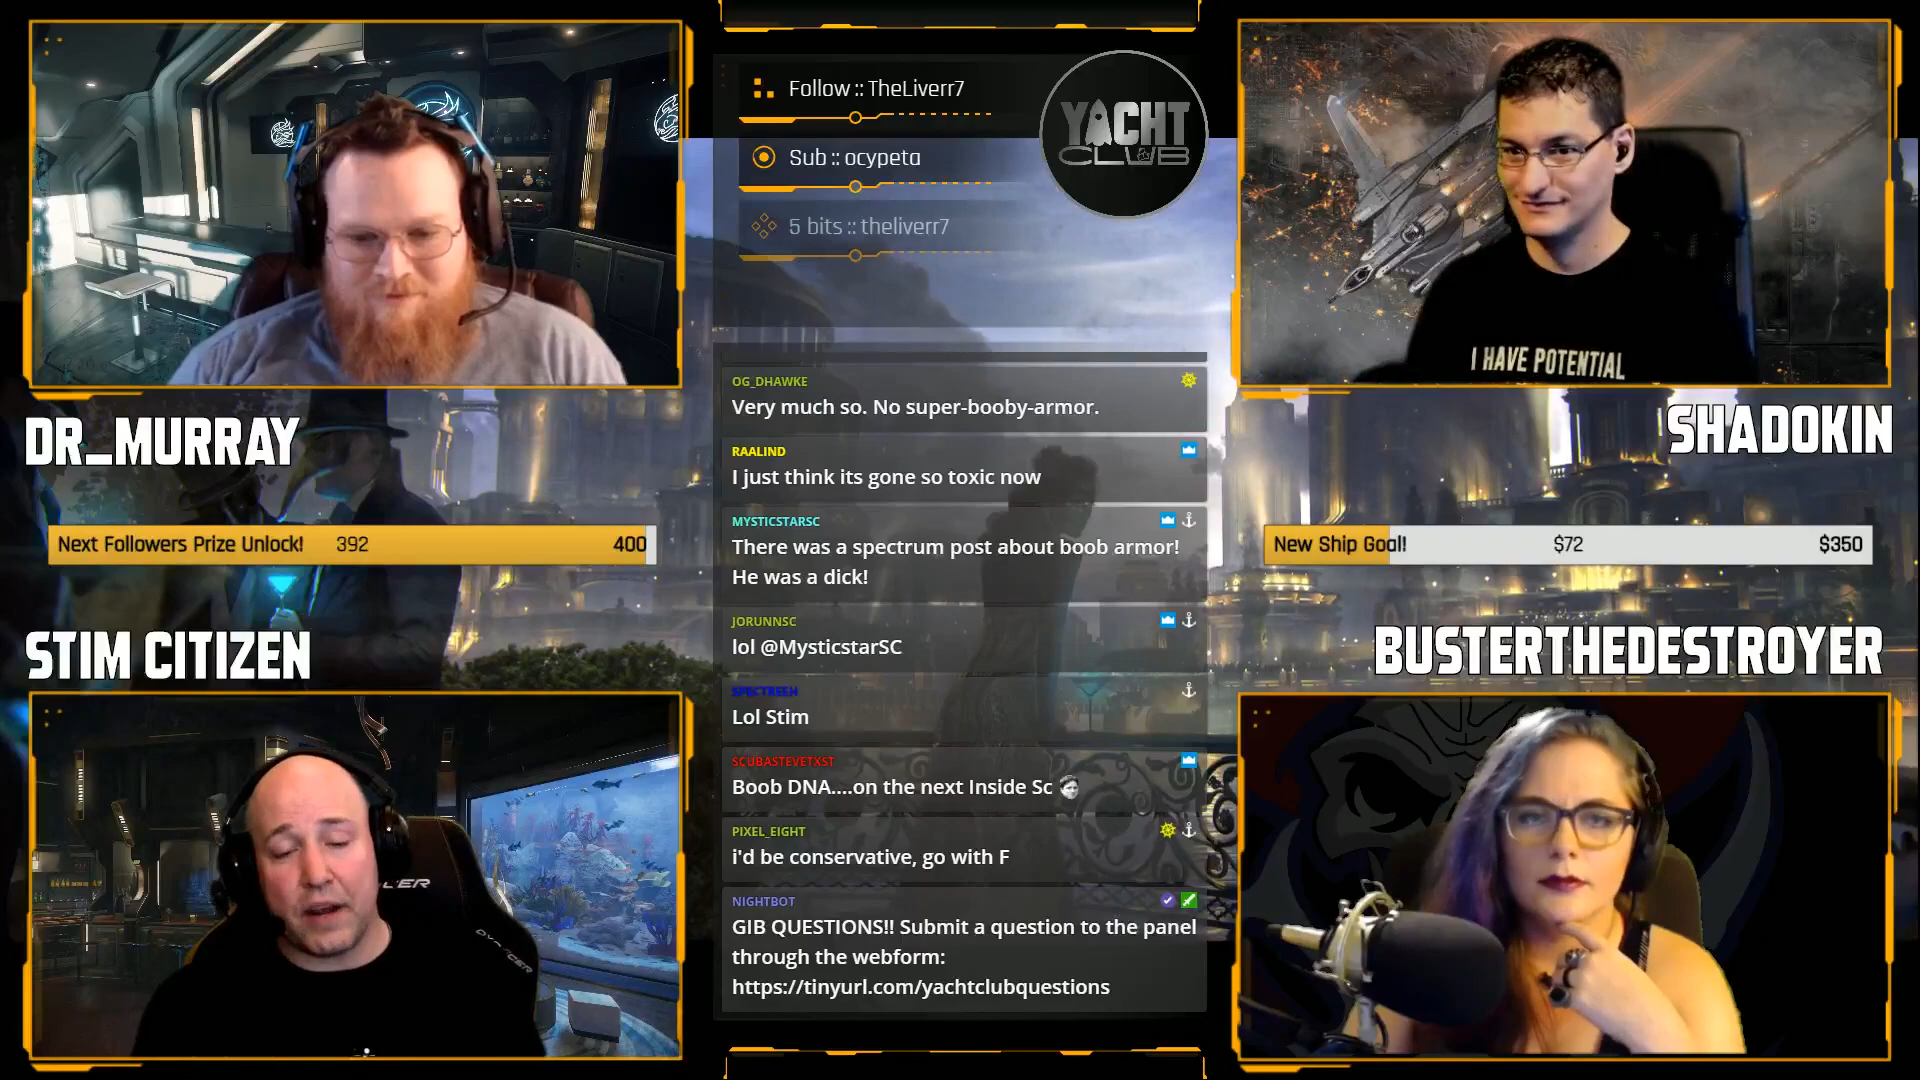 Follow :: TheLiverr7
Sub :: ocypeta
5 bits :: theliverr7
YACHT
CLUB
I HAVE POTENTIAL
DR_MURRAY
SHADOKIN
Next Followers Prize Unlock! 392 400
New Ship Goal! $72 $350
STIM CITIZEN
BUSTERTHEDESTROYER
OG_DHAWKE
Very much so. No super-booby-armor.
RAALIND
I just think its gone so toxic now
MYSTICSTARSC
There was a spectrum post about boob armor!
He was a dick!
JORUNNSC
lol @MysticstarSC
SPECTREEH
Lol Stim
SCUBASTEVETXST
Boob DNA....on the next Inside Sc
PIXEL_EIGHT
i'd be conservative, go with F
NIGHTBOT
GIB QUESTIONS!! Submit a question to the panel
through the webform:
https://tinyurl.com/yachtclubquestions